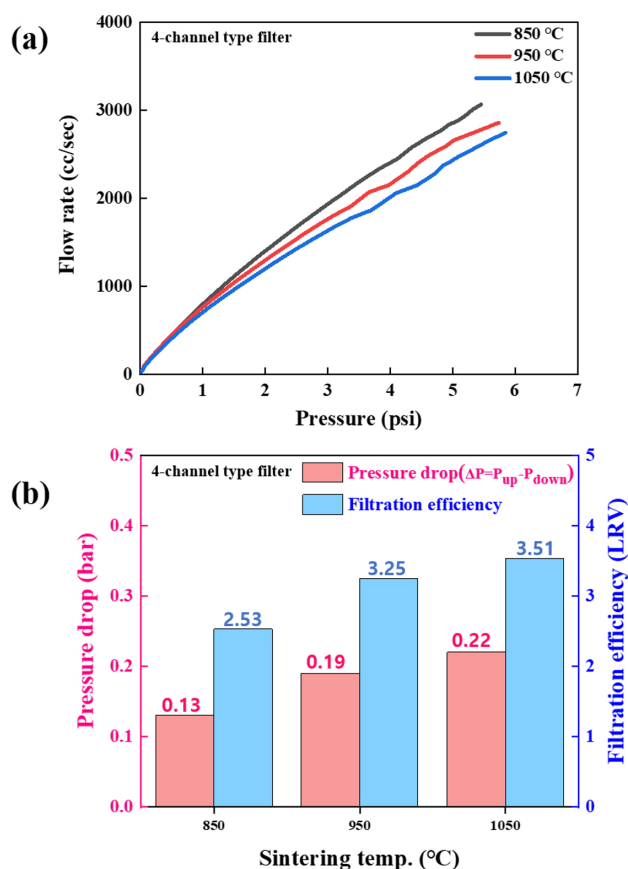 (a)
4-channel type filter
850 °C
950 °C
1050 °C
4000
3000
2000
1000
0
Flow rate (cc/sec)
0 1 2 3 4 5 6 7
Pressure (psi)
(b)
4-channel type filter
Pressure drop(ΔP=Pup-Pdown)
Filtration efficiency
0.5
0.4
0.3
0.2
0.1
0.0
Pressure drop (bar)
5
4
3
2
1
0
Filtration efficiency (LRV)
0.13
2.53
0.19
3.25
0.22
3.51
850 950 1050
Sintering temp. (°C)